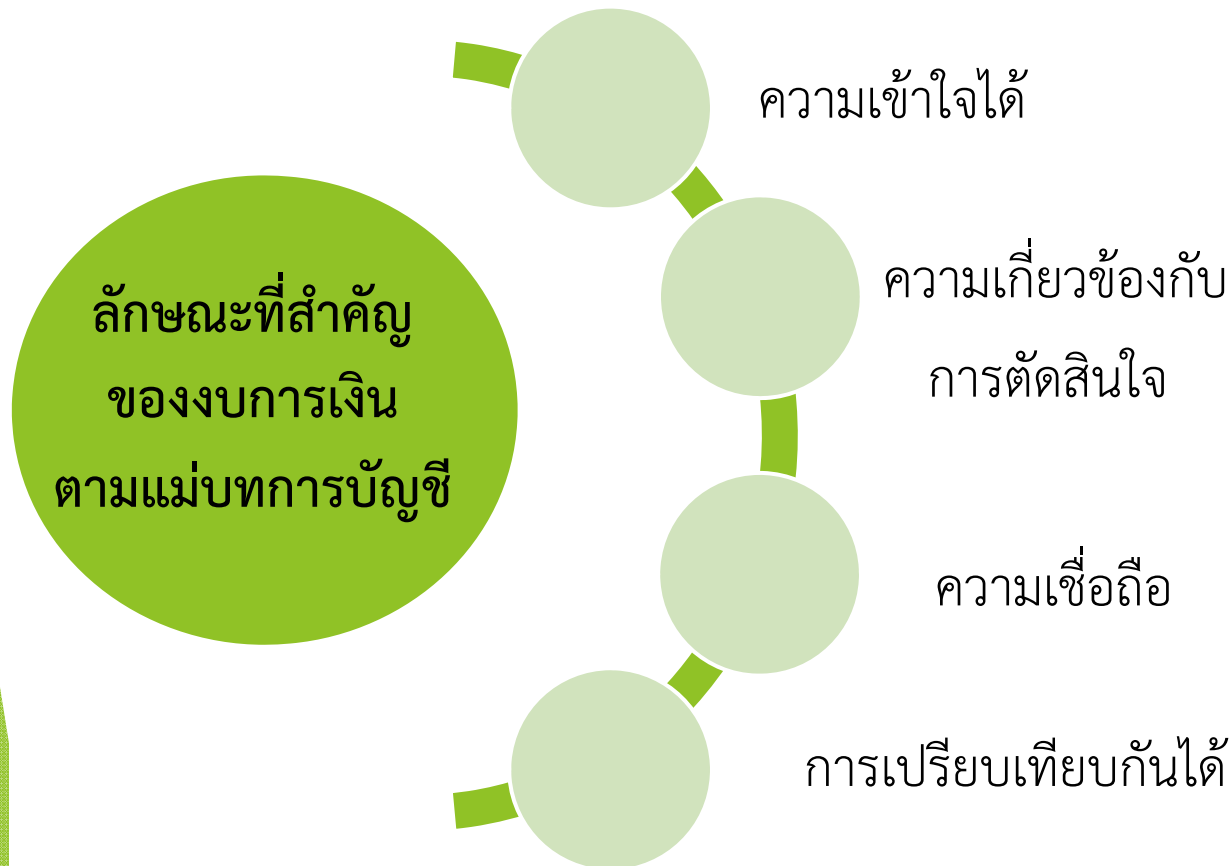 ลักษณะที่สำคัญ
ของงบการเงิน
ตามแม่บทการบัญชี
ความเข้าใจได้
ความเกี่ยวข้องกับ
การตัดสินใจ
ความเชื่อถือ
การเปรียบเทียบกันได้